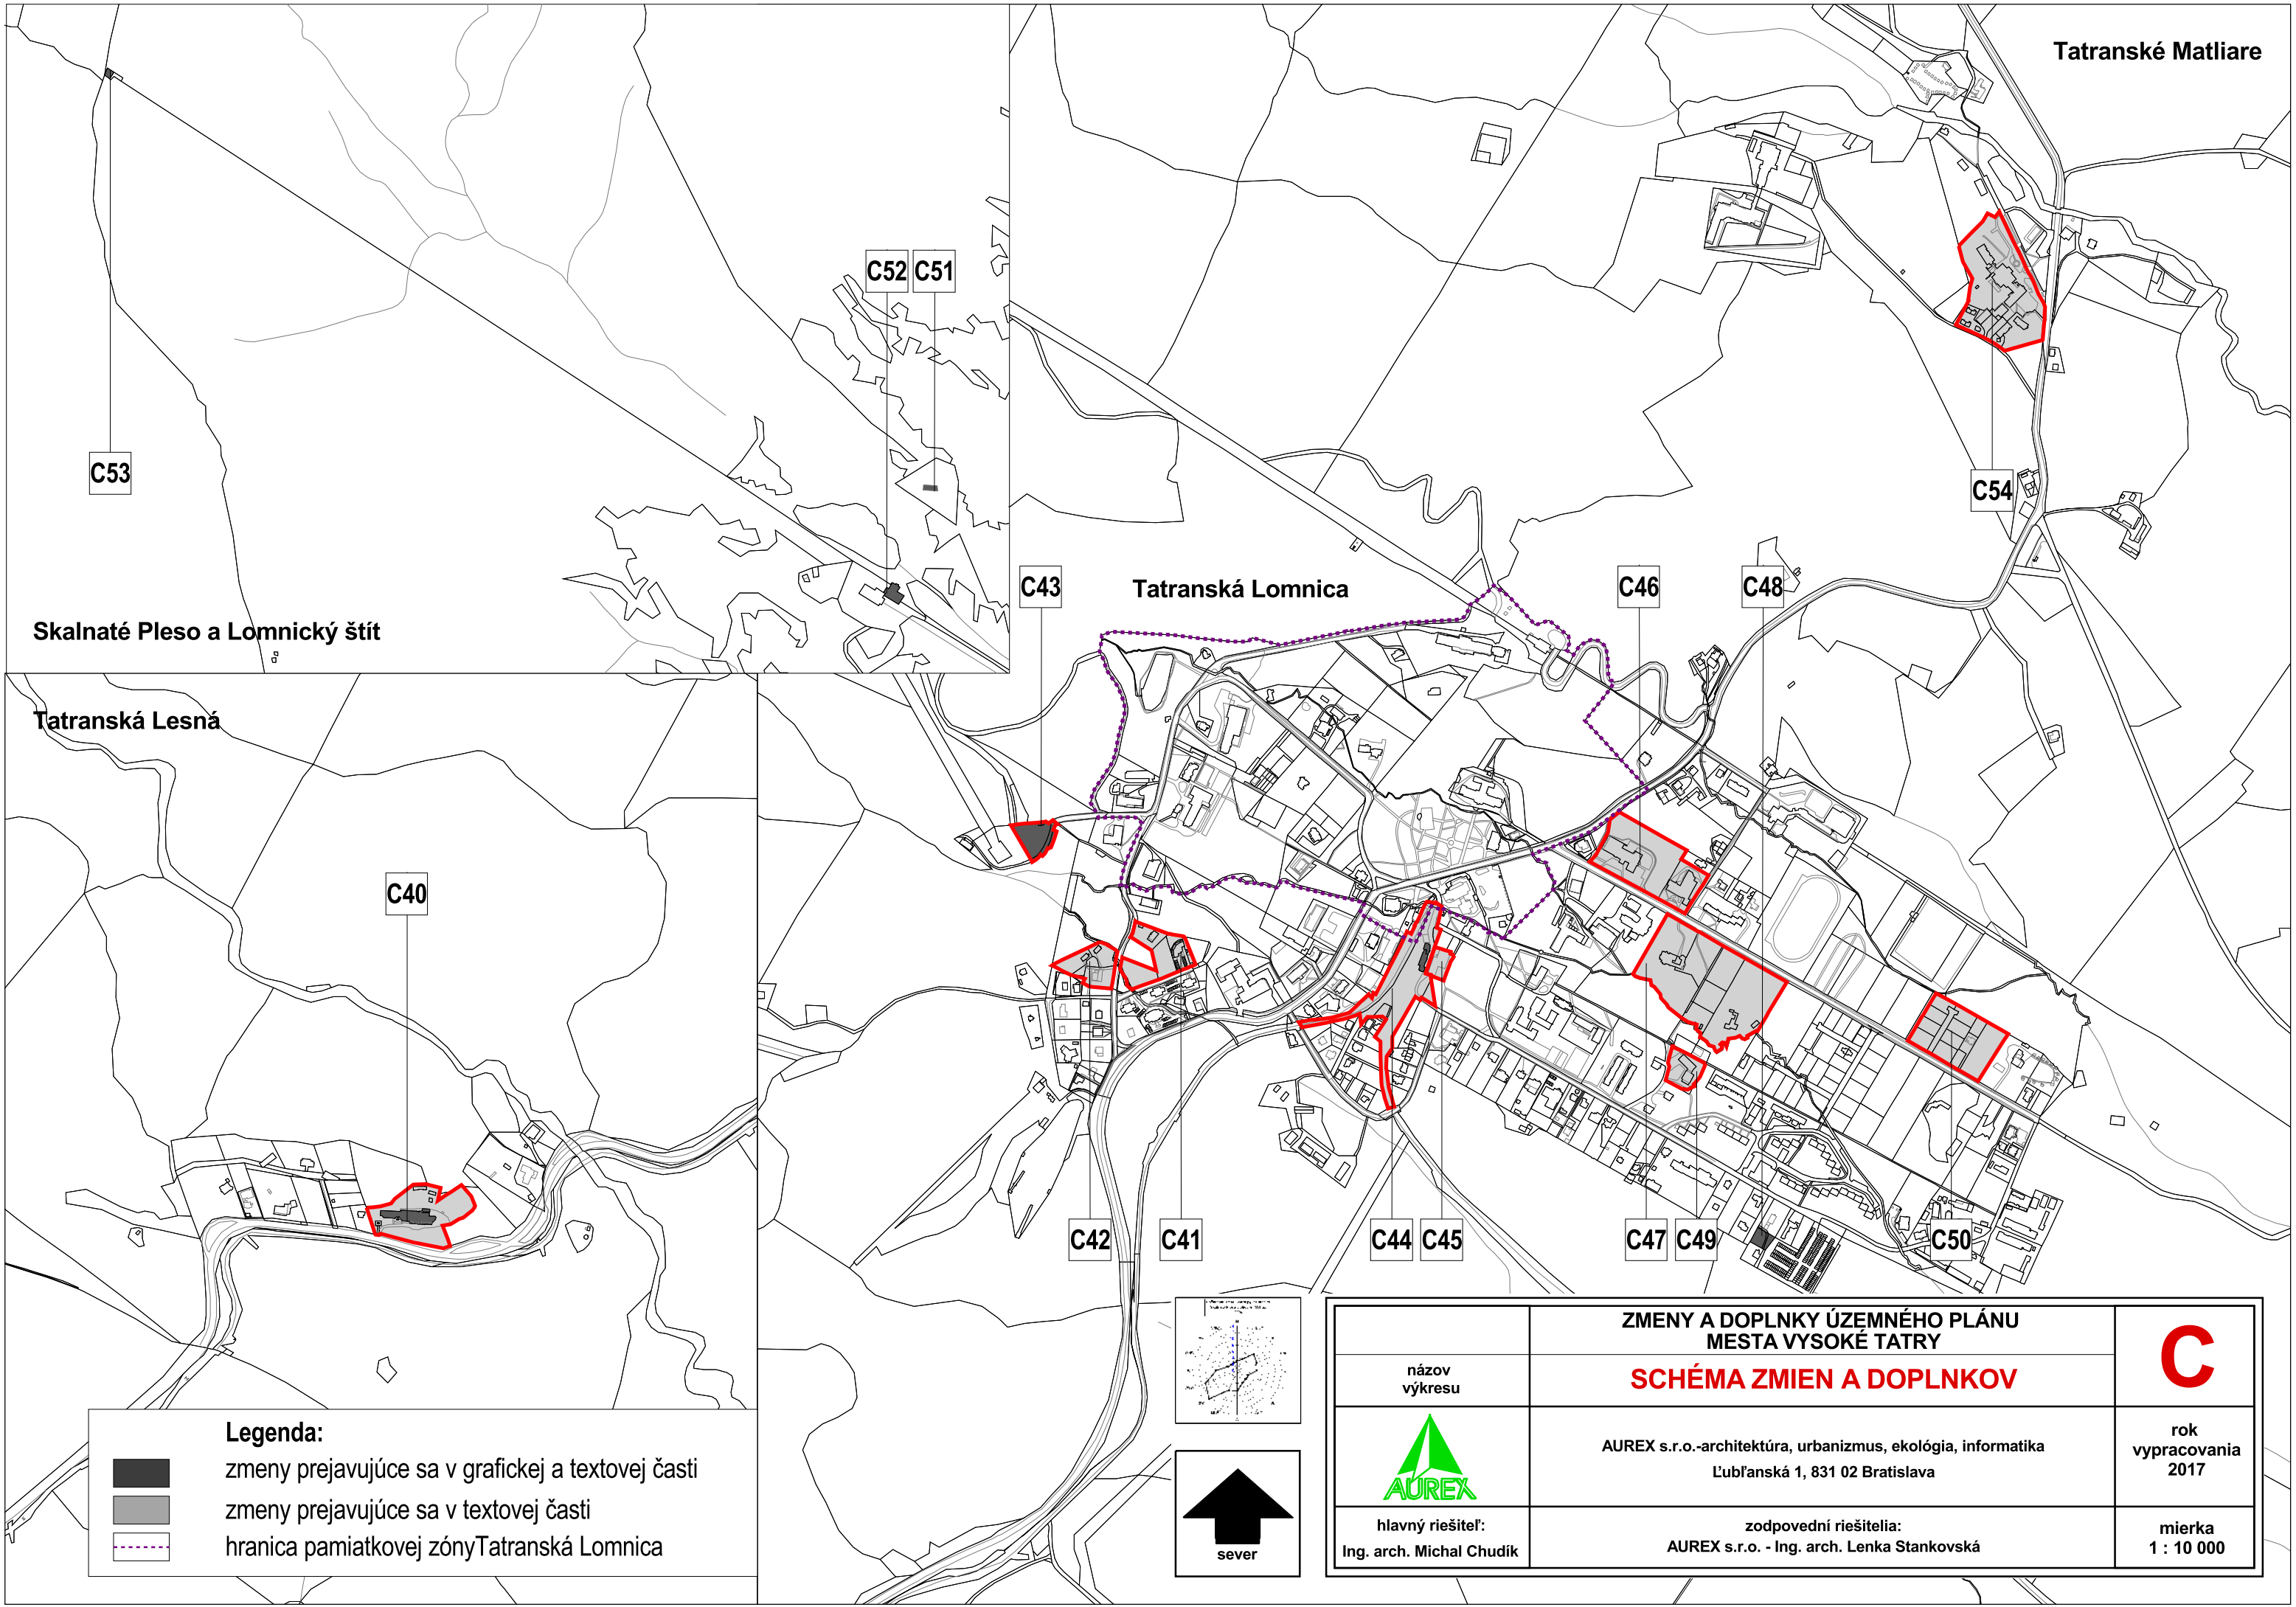 Tatranské Matliare
C52
C51
C53
C54
C43
Tatranská Lomnica
C46
C48
Skalnaté Pleso a Lomnický štít
Tatranská Lesná
C40
C42
C41
C44
C45
C47
C49
C50
Legenda:
zmeny prejavujúce sa v grafickej a textovej časti
zmeny prejavujúce sa v textovej časti
hranica pamiatkovej zónyTatranská Lomnica
sever
ZMENY A DOPLNKY ÚZEMNÉHO PLÁNU
MESTA VYSOKÉ TATRY
názov
výkresu
SCHÉMA ZMIEN A DOPLNKOV
C
AUREX
AUREX s.r.o.-architektúra, urbanizmus, ekológia, informatika
Ľubľanská 1, 831 02 Bratislava
rok
vypracovania
2017
hlavný riešiteľ:
Ing. arch. Michal Chudík
zodpovední riešitelia:
AUREX s.r.o. - Ing. arch. Lenka Stankovská
mierka
1 : 10 000